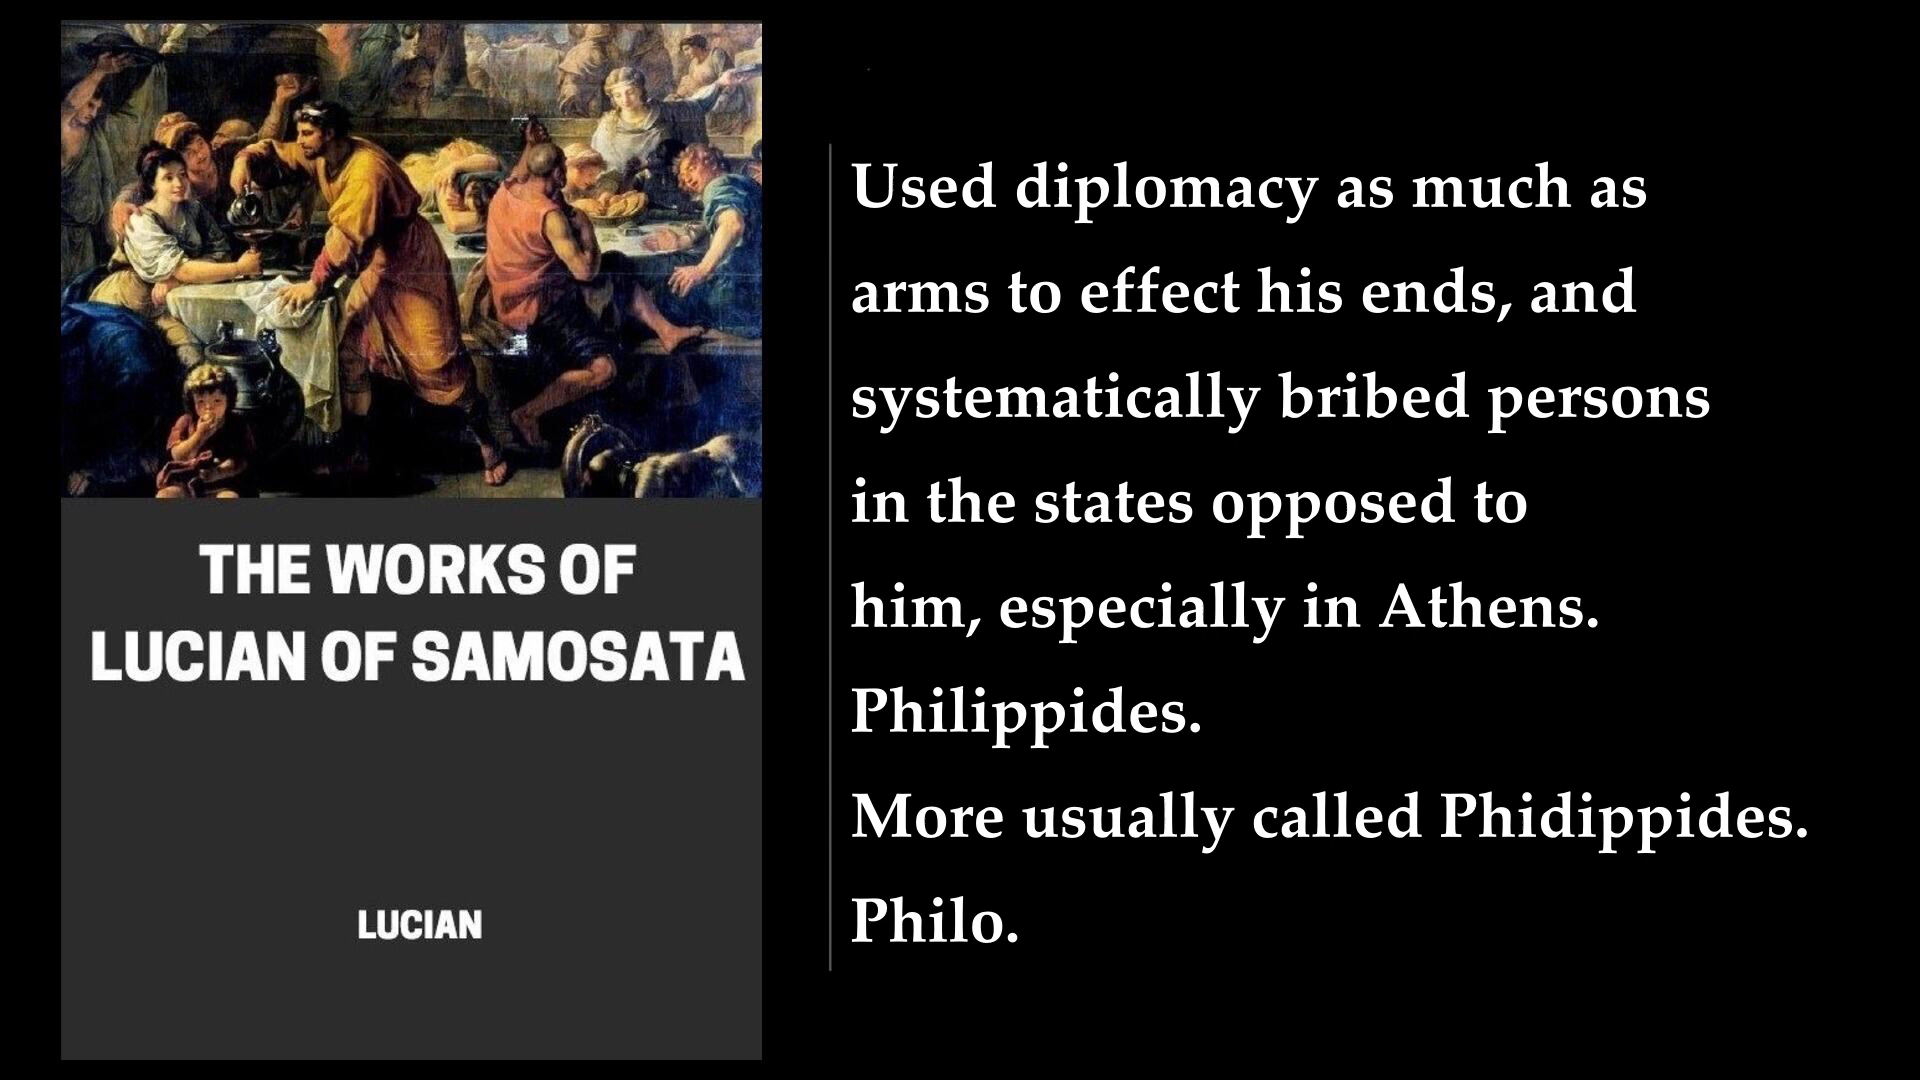 THE WORKS OF
LUCIAN OF SAMOSATA
LUCIAN
Used diplomacy as much as
arms to effect his ends, and
systematically bribed persons
in the states opposed to
him, especially in Athens.
Philippides.
More usually called Phidippides.
Philo.